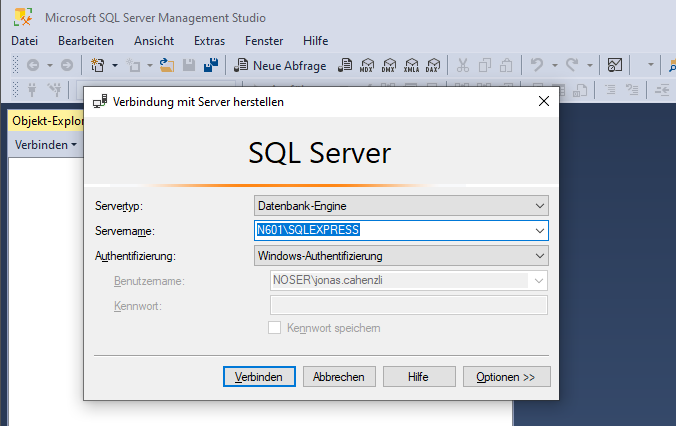 Microsoft SQL Server Management Studio
Datei Bearbeiten Ansicht Extras Fenster Hilfe
Neue Abfrage MDX DMX XMLA DAX
Verbindung mit Server herstellen
Objekt-Explor
Verbinden
SQL Server
Servertyp: Datenbank-Engine
Servername: N601\SQLEXPRESS
Authentifizierung: Windows-Authentifizierung
Benutzername: NOSER\jonas.cahenzli
Kennwort:
Kennwort speichern
Verbinden Abbrechen Hilfe Optionen >>